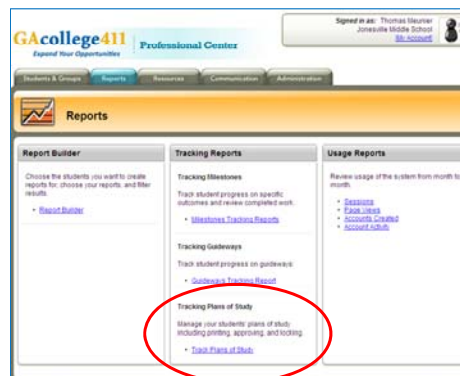 GAcollege411
Expand Your Opportunities
Professional Center
Signed in as: Thomas Meunier
Jonesville Middle School
My Account
Students & Groups
Reports
Resources
Communication
Administration
Reports
Report Builder
Choose the students you want to create
reports for, choose your reports, and filter
results.
• Report Builder
Tracking Reports
Tracking Milestones
Track student progress on specific
outcomes and review completed work.
• Milestones Tracking Reports
Tracking Guideways
Track student progress on guideways.
• Guideways Tracking Report
Tracking Plans of Study
Manage your students' plans of study
including printing, approving, and locking.
• Track Plans of Study
Usage Reports
Review usage of the system from month to
month.
• Sessions
• Page Views
• Accounts Created
• Account Activity